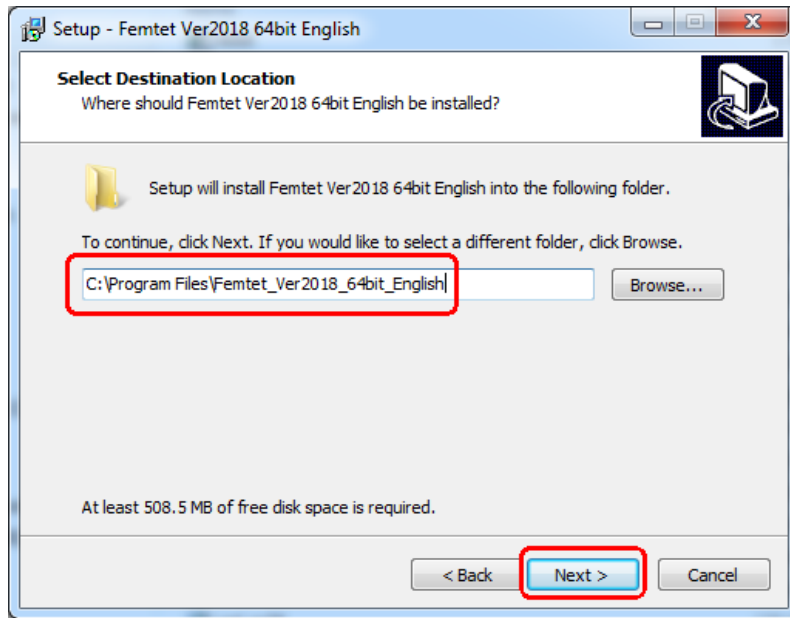 Setup - Femtet Ver2018 64bit English
Select Destination Location
Where should Femtet Ver2018 64bit English be installed?
Setup will install Femtet Ver2018 64bit English into the following folder.
To continue, click Next. If you would like to select a different folder, click Browse.
C:\Program Files\Femtet_Ver2018_64bit_English
Browse...
At least 508.5 MB of free disk space is required.
< Back
Next >
Cancel